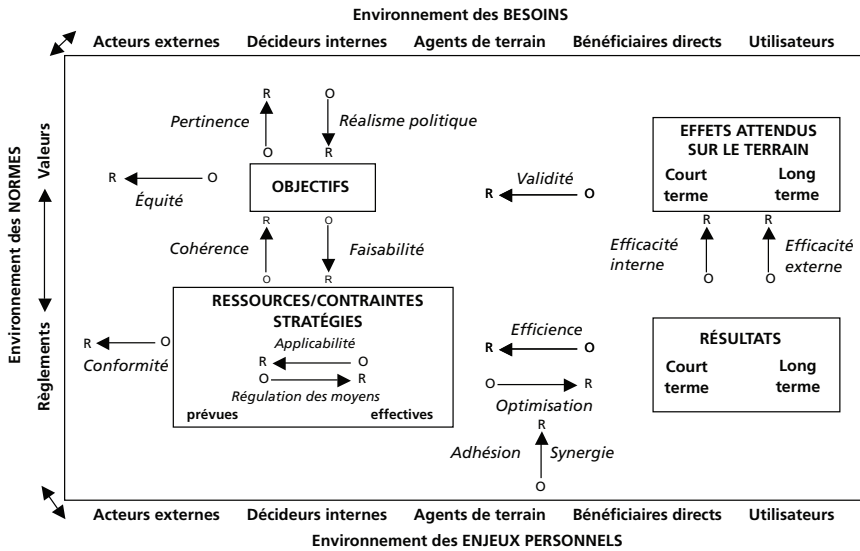 Environnement des BESOINS
Acteurs externes Décideurs internes Agents de terrain Bénéficiaires directs Utilisateurs
Environnement des NORMES
Valeurs
Règlements
R O
Pertinence Réalisme politique
O R
EFFETS ATTENDUS
SUR LE TERRAIN
Court Long
terme terme
OBJECTIFS
R O
Équité
Validité
R O
R O
Cohérence Faisabilité
O R
R R
Efficacité
interne
Efficacité
externe
O O
RESSOURCES/CONTRAINTES
STRATÉGIES
Applicabilité
R O
O R
Régulation des moyens
prévues effectives
R O
Conformité
Efficience
R O
O R
Optimisation
RÉSULTATS
Court Long
terme terme
R
Adhésion Synergie
O
Acteurs externes Décideurs internes Agents de terrain Bénéficiaires directs Utilisateurs
Environnement des ENJEUX PERSONNELS